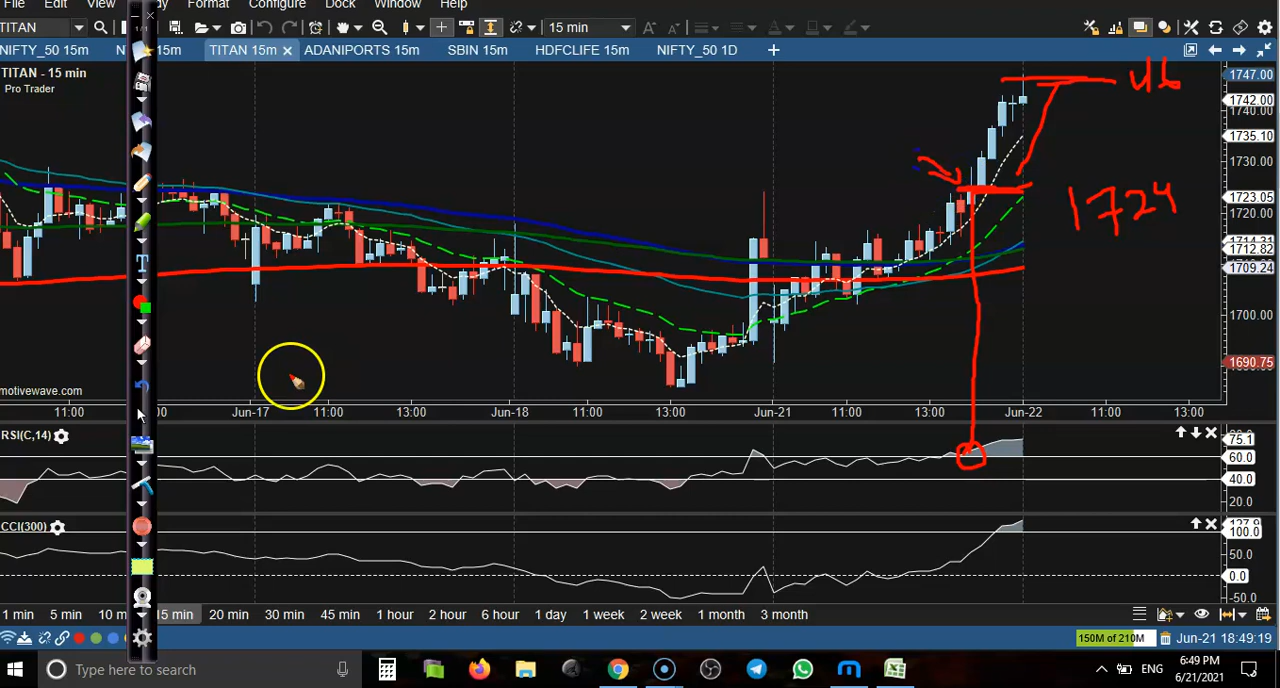 File Edit View Format Analyze Configure Dock Window Help
TITAN 15 min
NIFTY_50 15m 15m TITAN 15m ADANIPORTS 15m SBIN 15m HDFCLIFE 15m NIFTY_50 1D
TITAN - 15 min
Pro Trader
1747.00
1742.00
1740.00
1735.10
1730.00
1723.05
1720.00
1712.82
1709.24
1700.00
1690.75
46
1724
motivewave.com
11:00 Jun-17 11:00 13:00 Jun-18 11:00 13:00 Jun-21 11:00 13:00 Jun-22 11:00 13:00
RSI(C,14)
75.1
60.0
40.0
20.0
CCI(300)
127.9
100.0
50.0
0.0
-50.0
1 min 5 min 10 m 15 min 20 min 30 min 45 min 1 hour 2 hour 6 hour 1 day 1 week 2 week 1 month 3 month
150M of 210M Jun-21 18:49:19
Type here to search
ENG
6:49 PM
6/21/2021